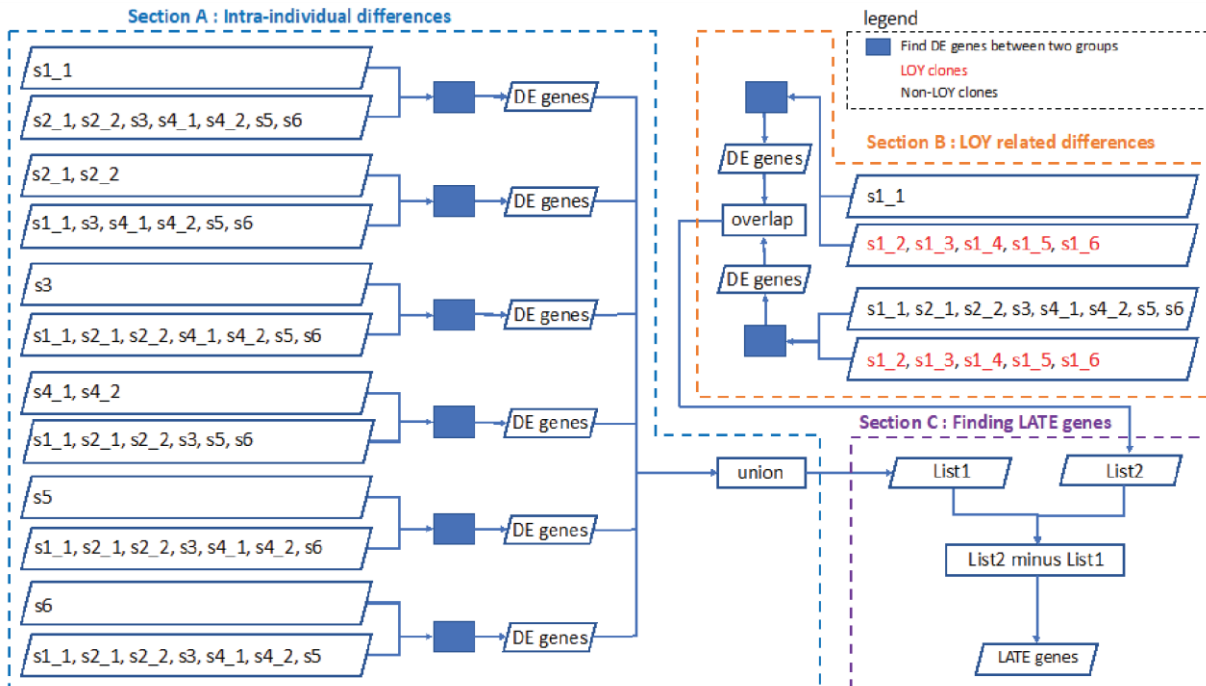 Section A : Intra-individual differences
s1_1
s2_1, s2_2, s3, s4_1, s4_2, s5, s6
DE genes
s2_1, s2_2
s1_1, s3, s4_1, s4_2, s5, s6
DE genes
s3
s1_1, s2_1, s2_2, s4_1, s4_2, s5, s6
DE genes
s4_1, s4_2
s1_1, s2_1, s2_2, s3, s5, s6
DE genes
s5
s1_1, s2_1, s2_2, s3, s4_1, s4_2, s6
DE genes
s6
s1_1, s2_1, s2_2, s3, s4_1, s4_2, s5
DE genes
union
legend
Find DE genes between two groups
LOY clones
Non-LOY clones
Section B : LOY related differences
DE genes
overlap
DE genes
s1_1
s1_2, s1_3, s1_4, s1_5, s1_6
s1_1, s2_1, s2_2, s3, s4_1, s4_2, s5, s6
s1_2, s1_3, s1_4, s1_5, s1_6
Section C : Finding LATE genes
List1
List2
List2 minus List1
LATE genes